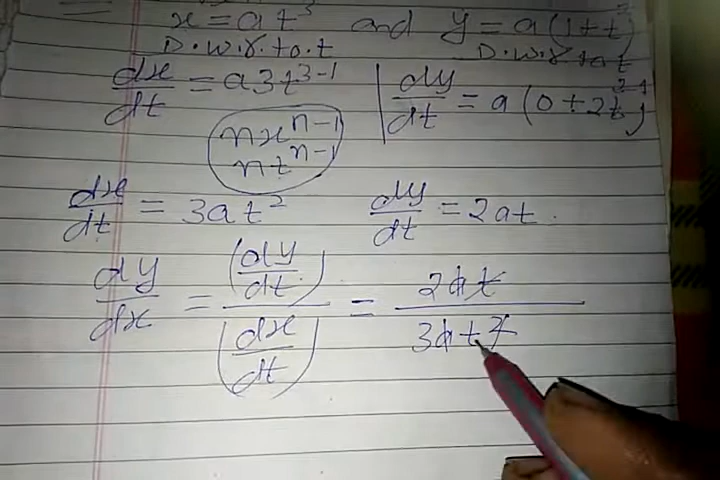 x = at³ and y = a(1+t²)
D.w.r.to.t D.w.r.to.t
dx/dt = a3t³⁻¹ | dy/dt = a(0+2t²⁻¹)
nxⁿ⁻¹
ntⁿ⁻¹
dx/dt = 3at² dy/dt = 2at.
dy/dx = (dy/dt)/(dx/dt) = 2at/3at²